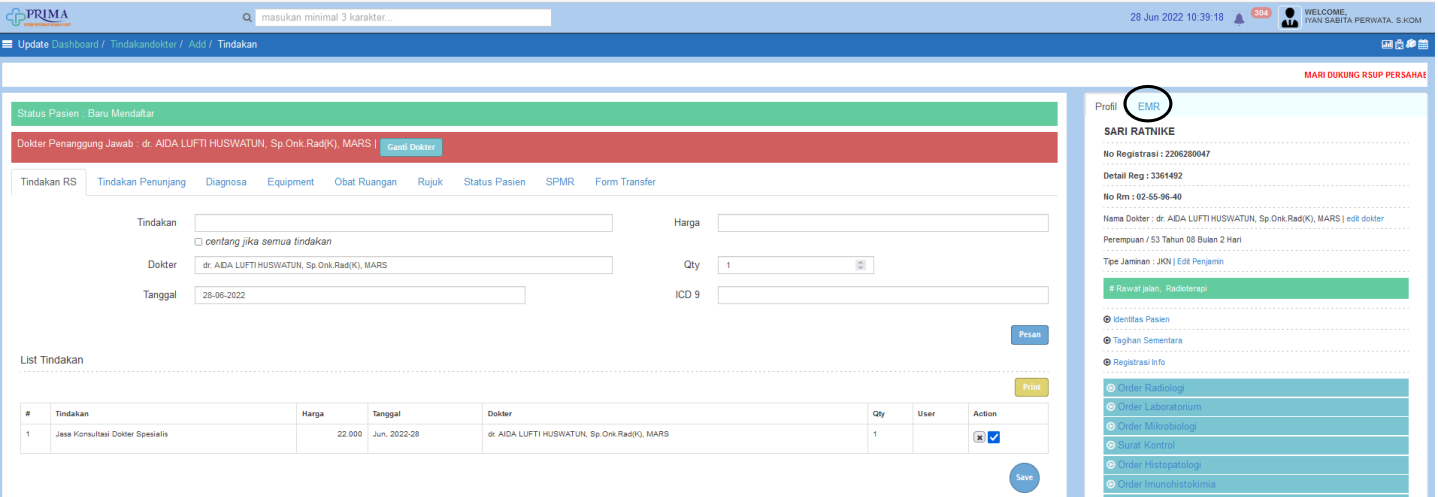 PRIMA
masukan minimal 3 karakter...
28 Jun 2022 10:39:18
304
WELCOME,
IYAN SABITA PERWATA. S.KOM
Update Dashboard / Tindakandokter / Add / Tindakan
MARI DUKUNG RSUP PERSAHAB
Status Pasien : Baru Mendaftar
Dokter Penanggung Jawab : dr. AIDA LUFTI HUSWATUN, Sp.Onk.Rad(K), MARS | Ganti Dokter
Tindakan RS Tindakan Penunjang Diagnosa Equipment Obat Ruangan Rujuk Status Pasien SPMR Form Transfer
Tindakan
Harga
centang jika semua tindakan
Dokter dr. AIDA LUFTI HUSWATUN, Sp.Onk.Rad(K), MARS
Qty 1
Tanggal 28-06-2022
ICD 9
Pesan
List Tindakan
Print
# Tindakan Harga Tanggal Dokter Qty User Action
1 Jasa Konsultasi Dokter Spesialis 22.000 Jun, 2022-28 dr. AIDA LUFTI HUSWATUN, Sp.Onk.Rad(K), MARS 1
Save
Profil EMR
SARI RATNIKE
No Registrasi : 2206280047
Detail Reg : 3361492
No Rm : 02-55-96-40
Nama Dokter : dr. AIDA LUFTI HUSWATUN, Sp.Onk.Rad(K), MARS | edit dokter
Perempuan / 53 Tahun 08 Bulan 2 Hari
Tipe Jaminan : JKN | Edit Penjamin
# Rawat jalan, Radioterapi
Identitas Pasien
Tagihan Sementara
Registrasi Info
Order Radiologi
Order Laboratorium
Order Mikrobiologi
Surat Kontrol
Order Histopatologi
Order Imunohistokimia